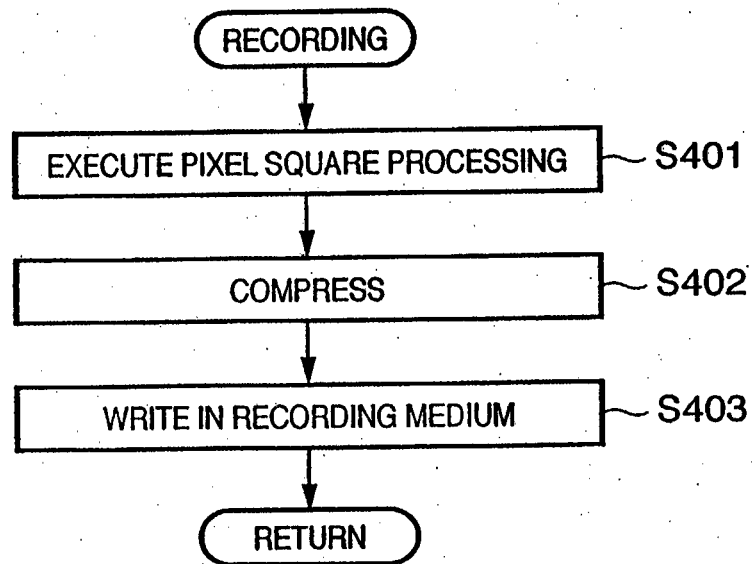 RECORDING
EXECUTE PIXEL SQUARE PROCESSING
S401
COMPRESS
S402
WRITE IN RECORDING MEDIUM
S403
RETURN